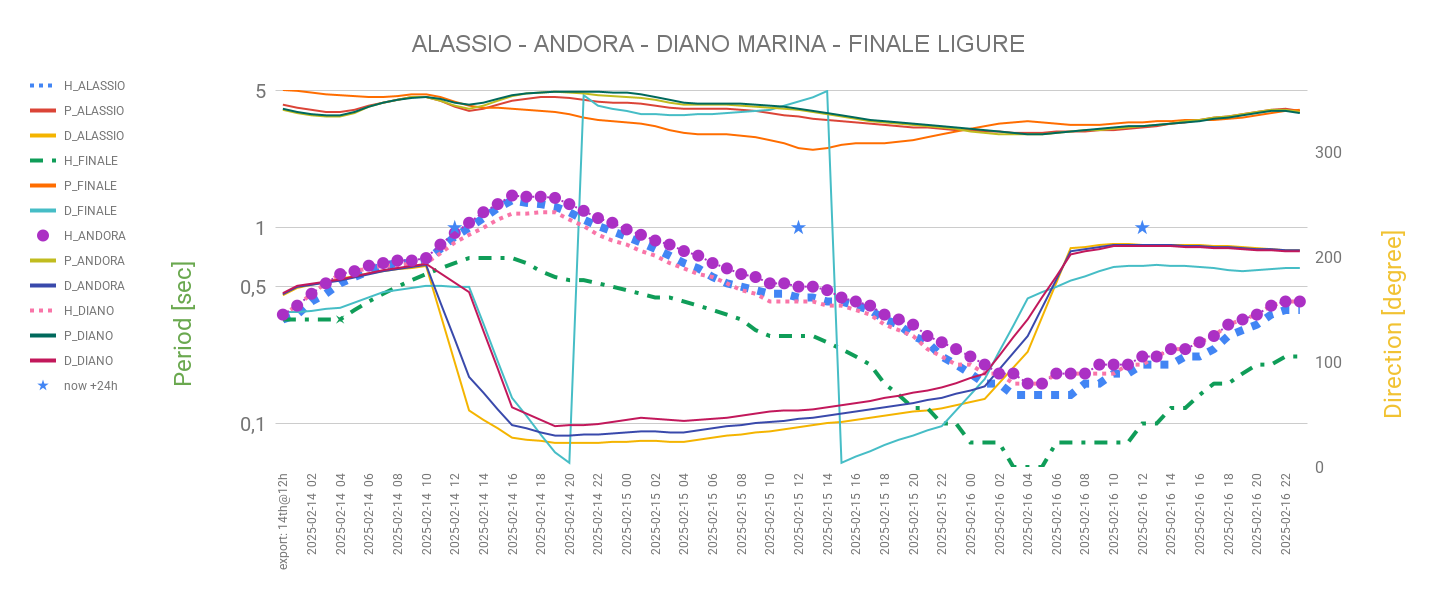 ALASSIO - ANDORA - DIANO MARINA - FINALE LIGURE
H_ALASSIO
P_ALASSIO
D_ALASSIO
H_FINALE
P_FINALE
D_FINALE
H_ANDORA
P_ANDORA
D_ANDORA
H_DIANO
P_DIANO
D_DIANO
now +24h
Period [sec]
5
1
0,5
0,1
300
200
100
0
Direction [degree]
export: 14th@12h
2025-02-14 02
2025-02-14 04
2025-02-14 06
2025-02-14 08
2025-02-14 10
2025-02-14 12
2025-02-14 14
2025-02-14 16
2025-02-14 18
2025-02-14 20
2025-02-14 22
2025-02-15 00
2025-02-15 02
2025-02-15 04
2025-02-15 06
2025-02-15 08
2025-02-15 10
2025-02-15 12
2025-02-15 14
2025-02-15 16
2025-02-15 18
2025-02-15 20
2025-02-15 22
2025-02-16 00
2025-02-16 02
2025-02-16 04
2025-02-16 06
2025-02-16 08
2025-02-16 10
2025-02-16 12
2025-02-16 14
2025-02-16 16
2025-02-16 18
2025-02-16 20
2025-02-16 22